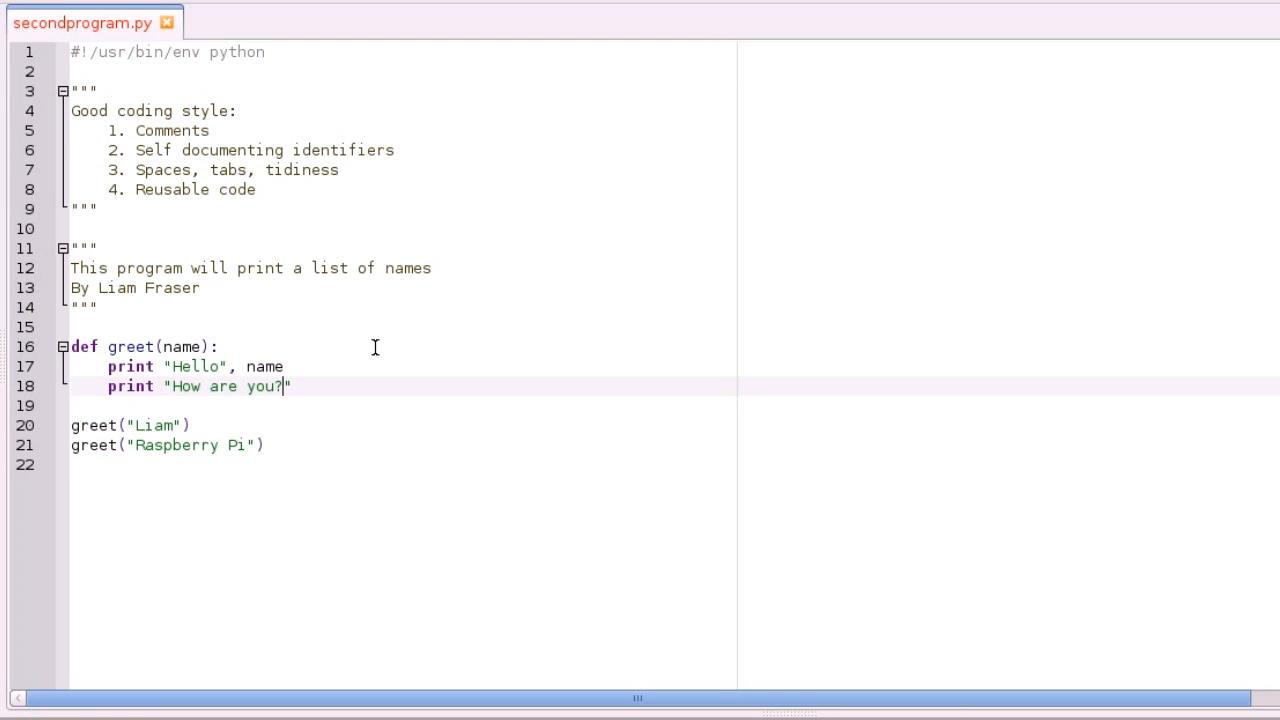 secondprogram.py
1 #!/usr/bin/env python
2
3 """
4 Good coding style:
5     1. Comments
6     2. Self documenting identifiers
7     3. Spaces, tabs, tidiness
8     4. Reusable code
9 """
10
11 """
12 This program will print a list of names
13 By Liam Fraser
14 """
15
16 def greet(name):
17     print "Hello", name
18     print "How are you?"
19
20 greet("Liam")
21 greet("Raspberry Pi")
22